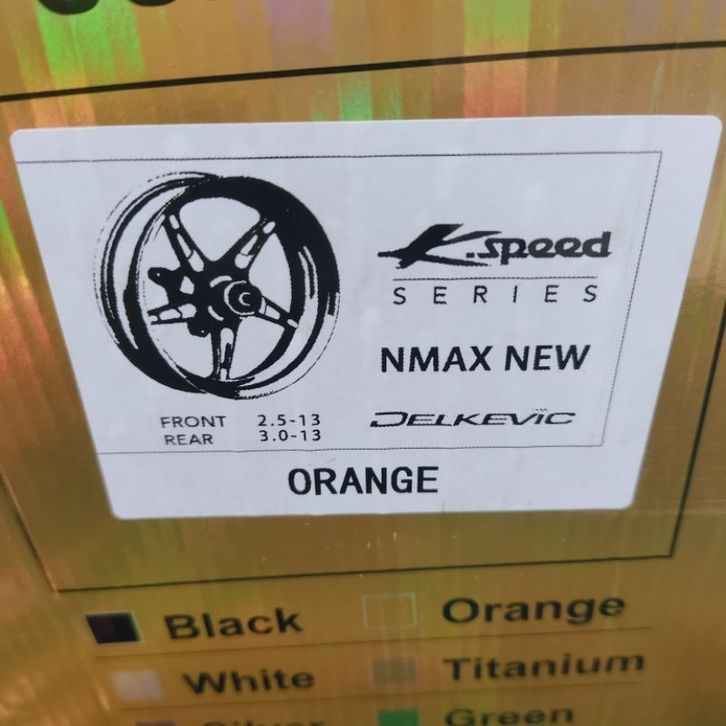 K.speed
SERIES
NMAX NEW
FRONT 2.5-13
REAR 3.0-13
DELKEVIC
ORANGE
Black
Orange
White
Titanium
Silver
Green